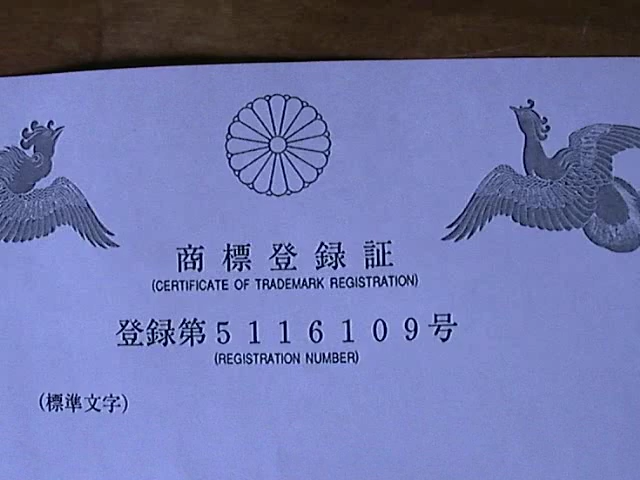 商標登録証
(CERTIFICATE OF TRADEMARK REGISTRATION)
登録第5116109号
(REGISTRATION NUMBER)
(標準文字)